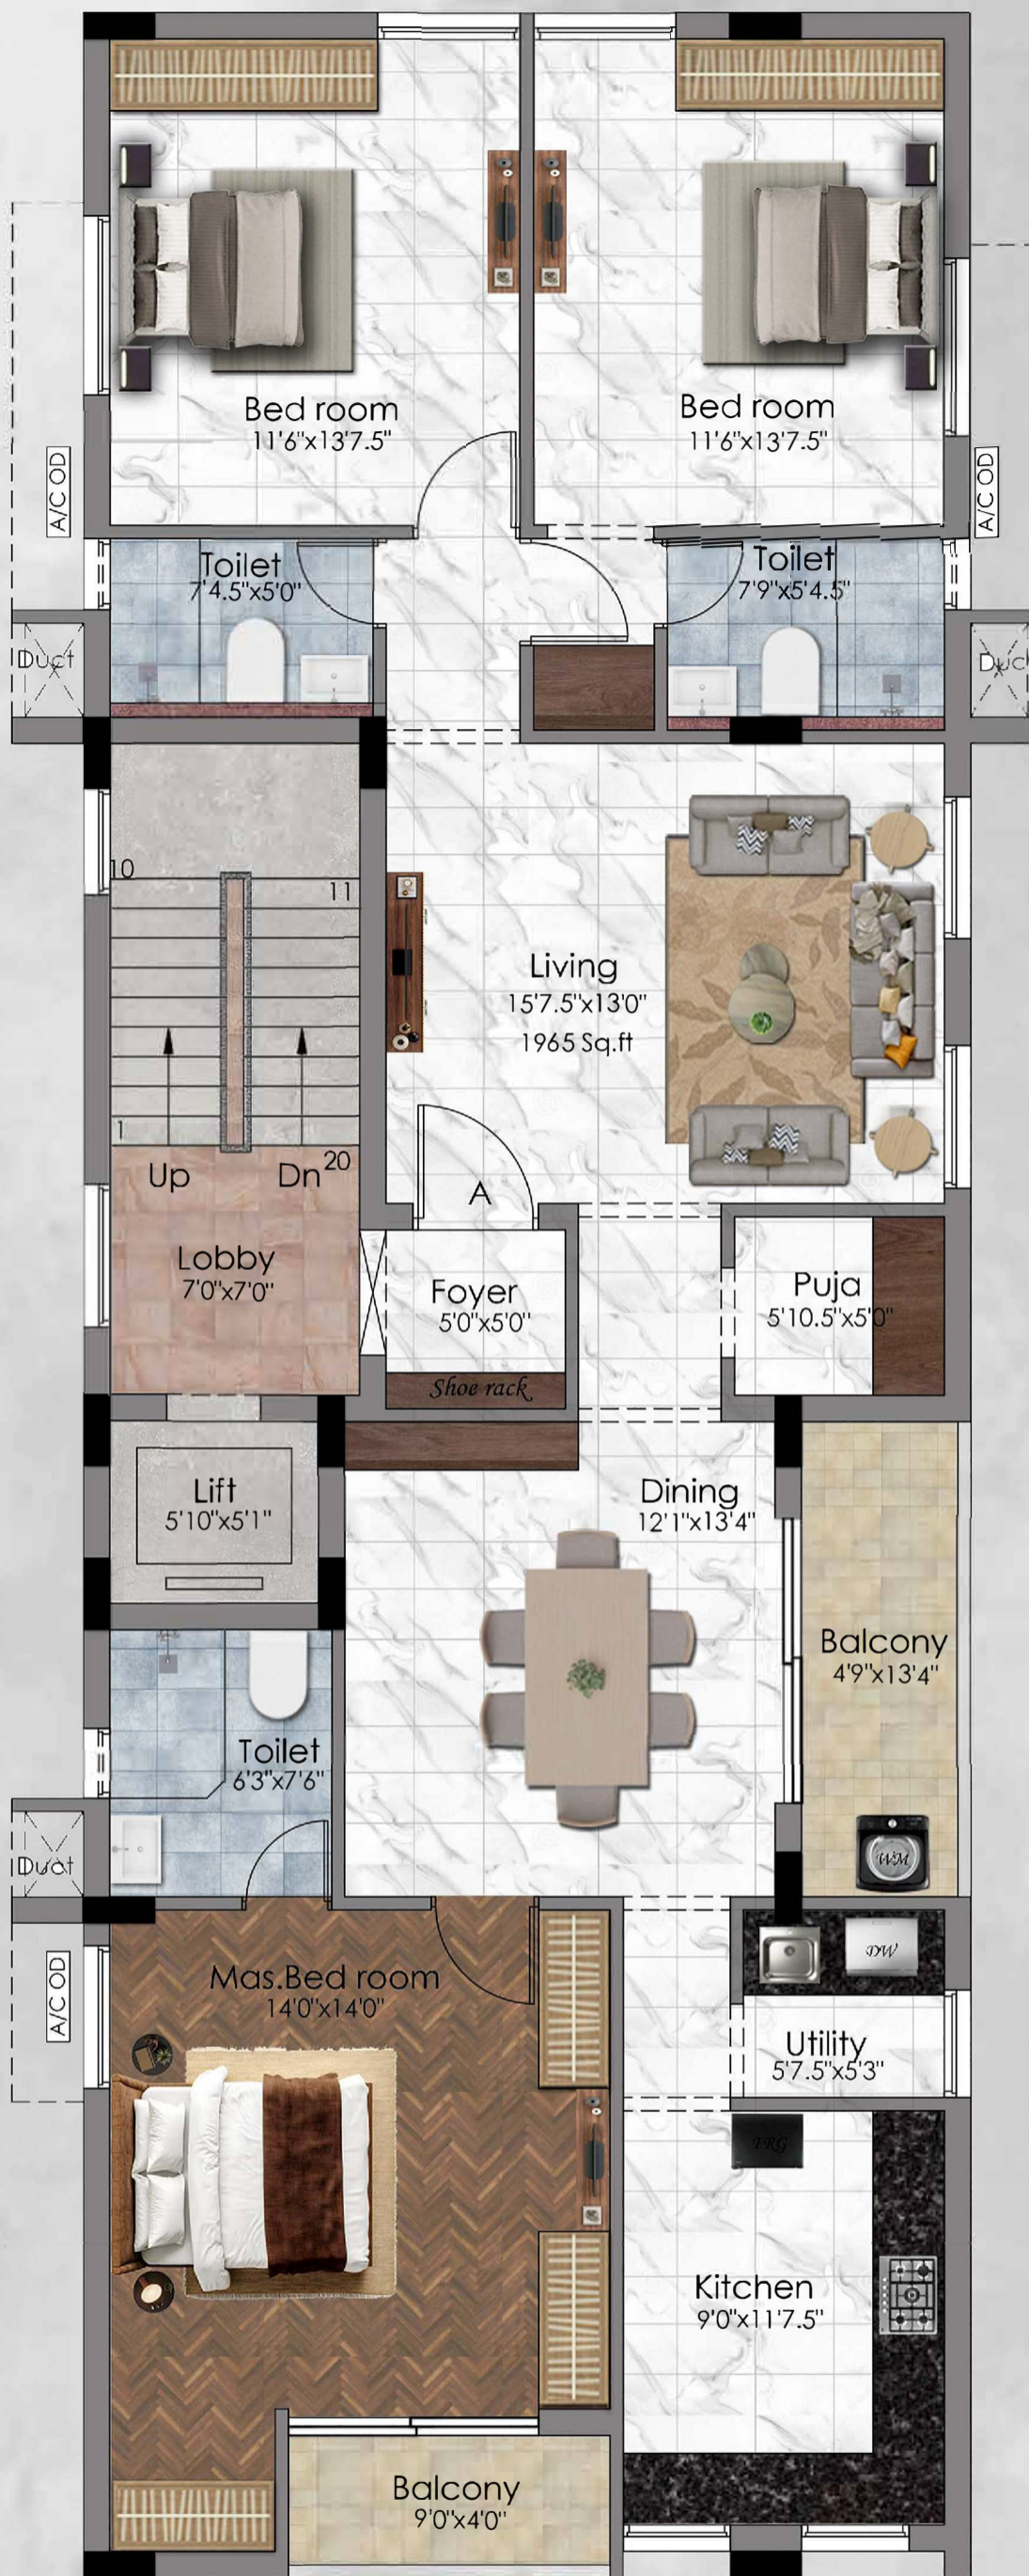 Bed room
11'6"x13'7.5"
Bed room
11'6"x13'7.5"
A/C OD
A/C OD
Toilet
7'4.5"x5'0"
Toilet
7'9"x5'4.5"
Duct
Duc
10
11
Living
15'7.5"x13'0"
1965 Sq.ft
1
20
Up
Dn
A
Lobby
7'0"x7'0"
Foyer
5'0"x5'0"
Puja
5'10.5"x5'0"
Shoe rack
Lift
5'10"x5'1"
Dining
12'1"x13'4"
Balcony
4'9"x13'4"
Toilet
6'3"x7'6"
Duct
WM
A/C OD
Mas.Bed room
14'0"x14'0"
DW
Utility
5'7.5"x5'3"
FRG
Kitchen
9'0"x11'7.5"
Balcony
9'0"x4'0"